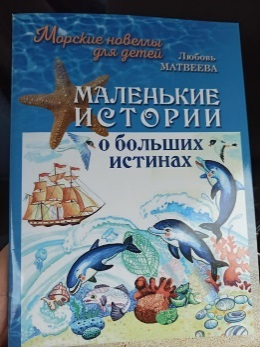 Морские новеллы
для детей
Любовь
МАТВЕЕВА
МАЛЕНЬКИЕ
ИСТОРИИ
о больших
истинах